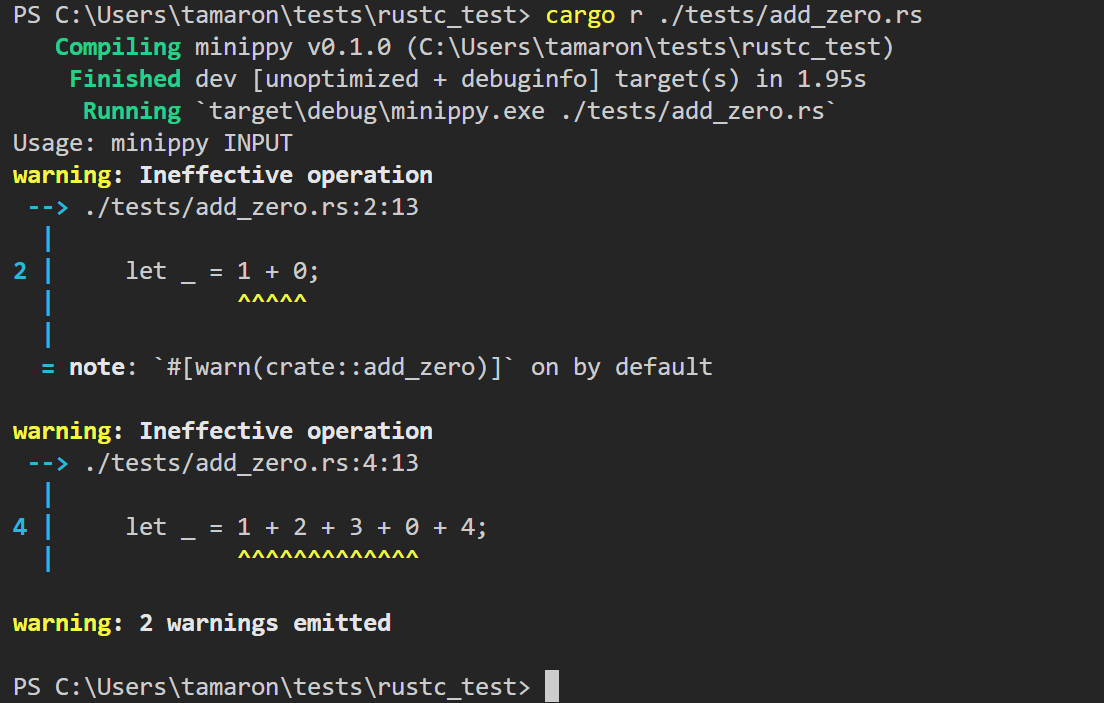 PS C:\Users\tamaron\tests\rustc_test> cargo r ./tests/add_zero.rs
   Compiling minippy v0.1.0 (C:\Users\tamaron\tests\rustc_test)
    Finished dev [unoptimized + debuginfo] target(s) in 1.95s
     Running `target\debug\minippy.exe ./tests/add_zero.rs`
Usage: minippy INPUT
warning: Ineffective operation
 --> ./tests/add_zero.rs:2:13
  |
2 |     let _ = 1 + 0;
  |             ^^^^^
  |
  = note: `#[warn(crate::add_zero)]` on by default

warning: Ineffective operation
 --> ./tests/add_zero.rs:4:13
  |
4 |     let _ = 1 + 2 + 3 + 0 + 4;
  |             ^^^^^^^^^^^^^

warning: 2 warnings emitted

PS C:\Users\tamaron\tests\rustc_test>